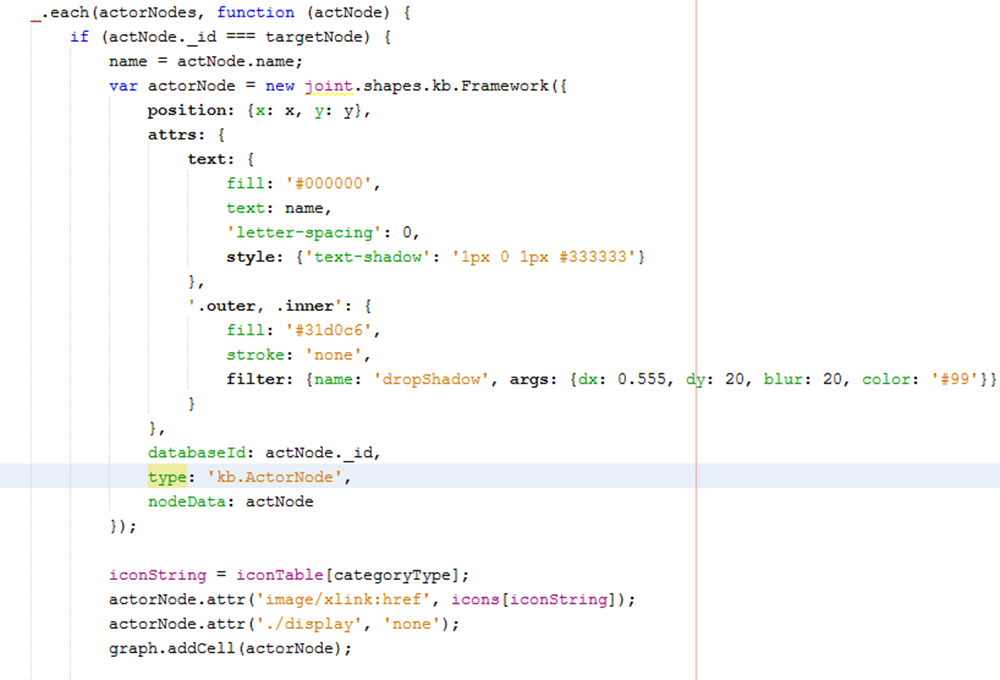 _.each(actorNodes, function (actNode) {
if (actNode._id === targetNode) {
name = actNode.name;
var actorNode = new joint.shapes.kb.Framework({
position: {x: x, y: y},
attrs: {
text: {
fill: '#000000',
text: name,
'letter-spacing': 0,
style: {'text-shadow': '1px 0 1px #333333'}
},
'.outer, .inner': {
fill: '#31d0c6',
stroke: 'none',
filter: {name: 'dropShadow', args: {dx: 0.555, dy: 20, blur: 20, color: '#99'}}
}
},
databaseId: actNode._id,
type: 'kb.ActorNode',
nodeData: actNode
});
iconString = iconTable[categoryType];
actorNode.attr('image/xlink:href', icons[iconString]);
actorNode.attr('./display', 'none');
graph.addCell(actorNode);